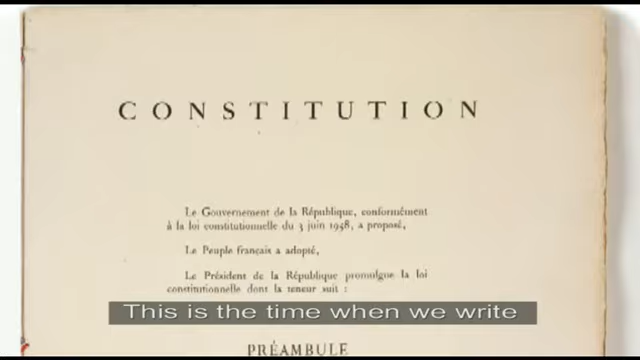 CONSTITUTION
Le Gouvernement de la République, conformément
à la loi constitutionnelle du 3 juin 1958, a proposé,
Le Peuple français a adopté,
Le Président de la République promulgue la loi
constitutionnelle dont la teneur suit :
This is the time when we write
PRÉAMBULE